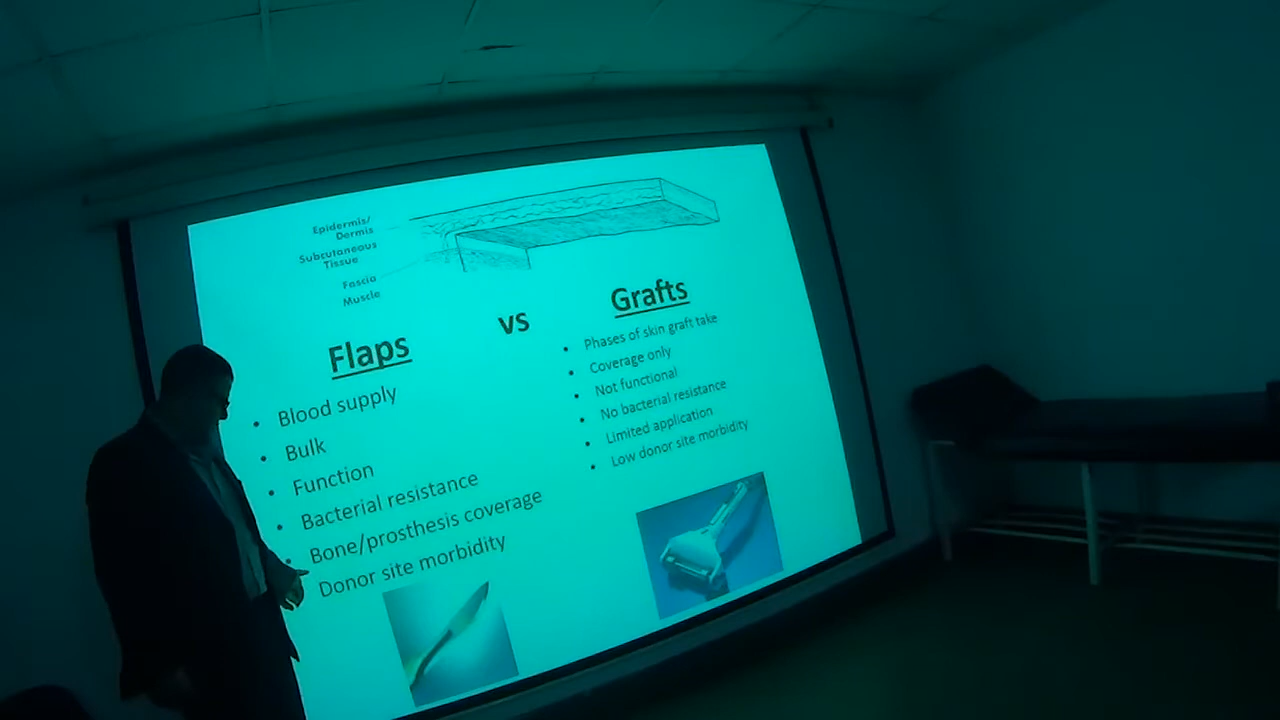 Epidermis/
Dermis
Subcutaneous
Tissue
Fascia
Muscle
Flaps
vs
Grafts
• Blood supply
• Bulk
• Function
• Bacterial resistance
• Bone/prosthesis coverage
Donor site morbidity
• Phases of skin graft take
• Coverage only
• Not functional
• No bacterial resistance
• Limited application
• Low donor site morbidity